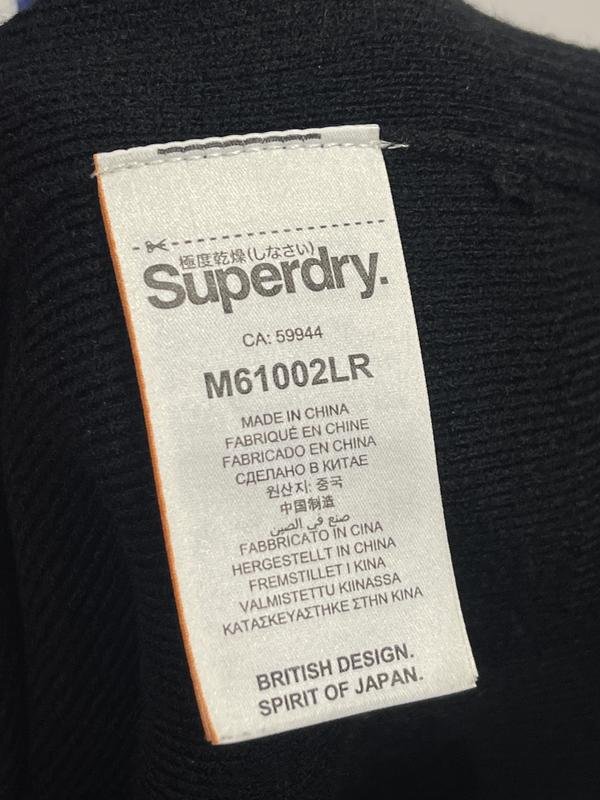 極度乾燥(しなさい)
Superdry.
CA: 59944
M61002LR
MADE IN CHINA
FABRIQUÉ EN CHINE
FABRICADO EN CHINA
СДЕЛАНО В КИТАЕ
원산지: 중국
中国制造
صنع في الصين
FABBRICATO IN CINA
HERGESTELLT IN CHINA
FREMSTILLET I KINA
VALMISTETTU KIINASSA
ΚΑΤΑΣΚΕΥΑΣΤΗΚΕ ΣΤΗΝ ΚΙΝΑ
BRITISH DESIGN.
SPIRIT OF JAPAN.